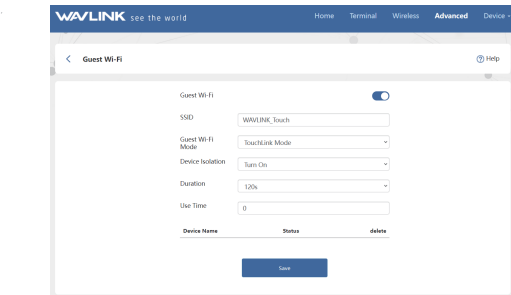 WAVLINK see the world
Home Terminal Wireless Advanced Device
Guest Wi-Fi
Help
Guest Wi-Fi
SSID WAVLINK_Touch
Guest Wi-Fi
Mode
TouchLink Mode
Device Isolation Turn On
Duration 120s
Use Time 0
Device Name Status delete
Save